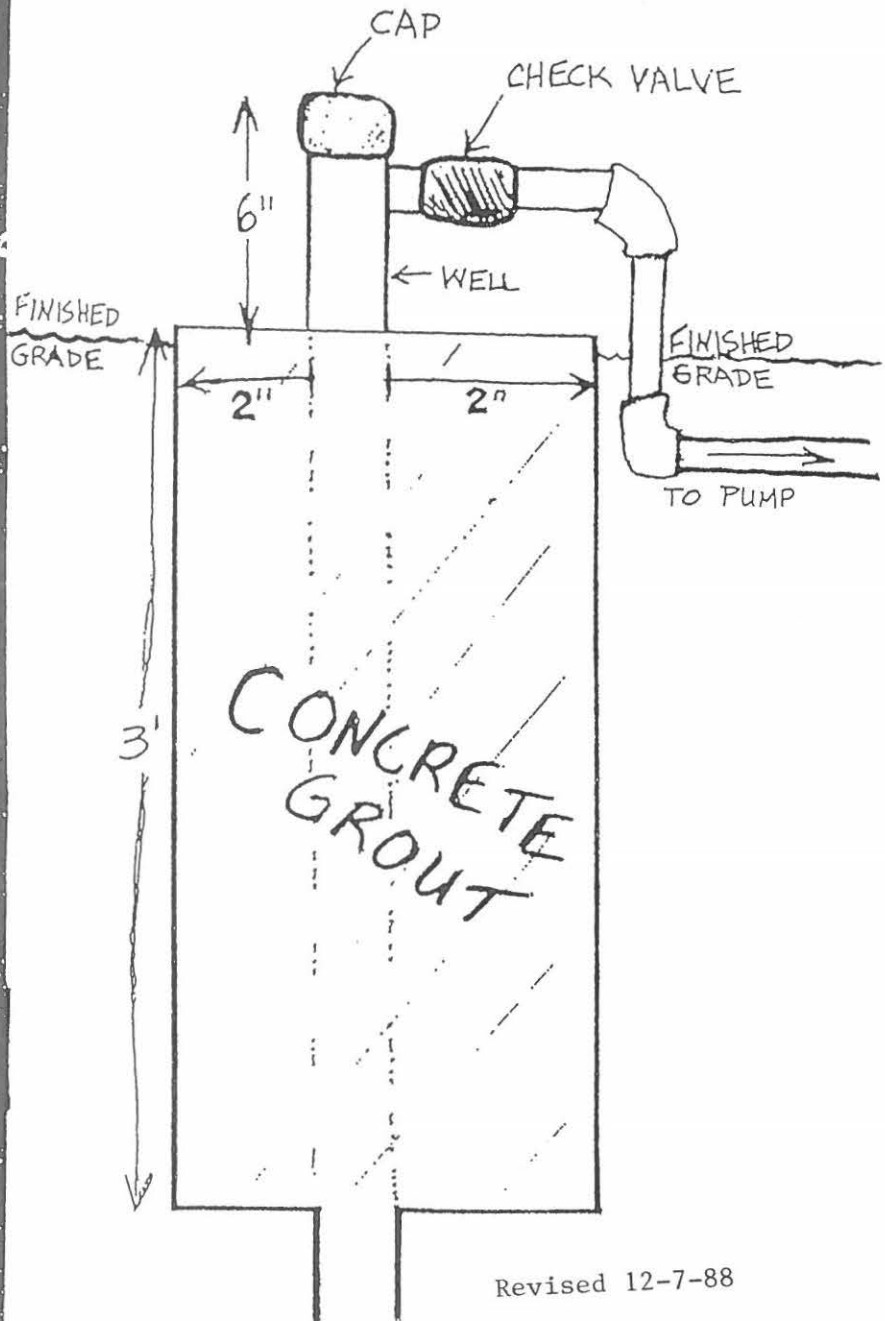 CAP
CHECK VALVE
6"
← WELL
FINISHED
GRADE
FINISHED
GRADE
2"
2"
TO PUMP
3'
CONCRETE
GROUT
Revised 12-7-88